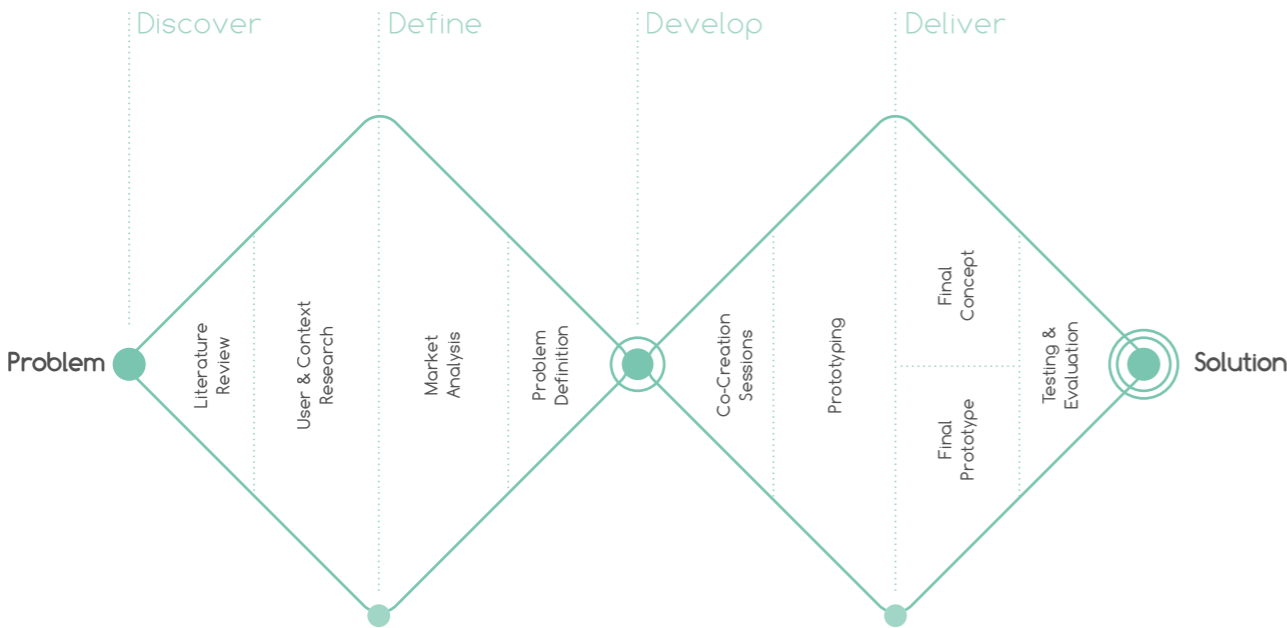 Discover
Define
Develop
Deliver
Problem
Literature
Review
User & Context
Research
Market
Analysis
Problem
Definition
Co-Creation
Sessions
Prototyping
Final
Concept
Final
Prototype
Testing &
Evaluation
Solution